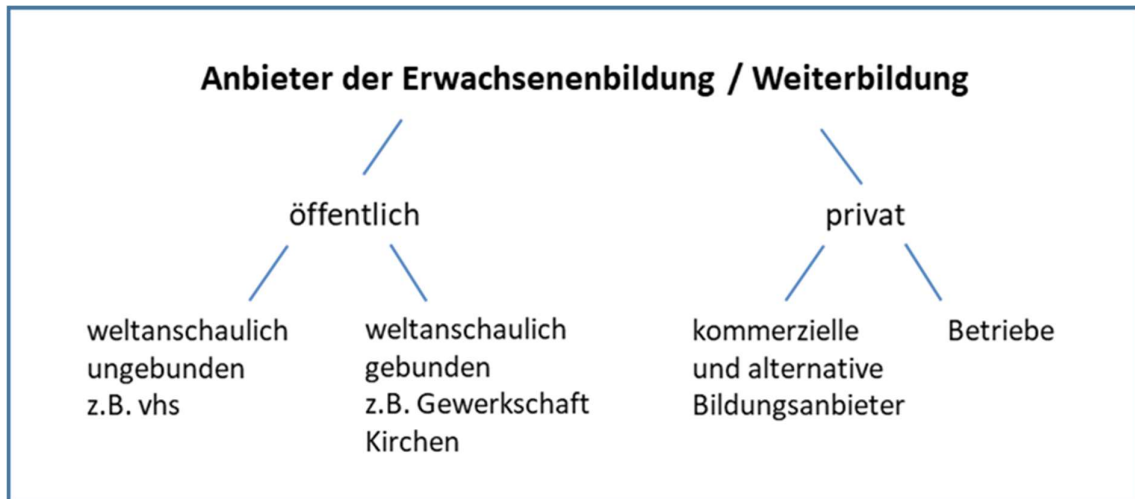 Anbieter der Erwachsenenbildung / Weiterbildung
öffentlich
privat
weltanschaulich
ungebunden
z.B. vhs
weltanschaulich
gebunden
z.B. Gewerkschaft
Kirchen
kommerzielle
und alternative
Bildungsanbieter
Betriebe